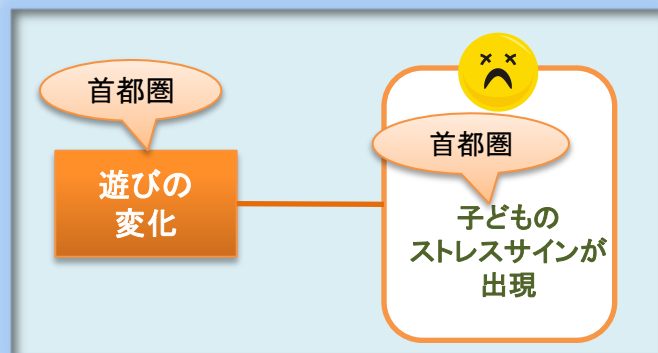 首都圏
遊びの
変化
首都圏
子どもの
ストレスサインが
出現